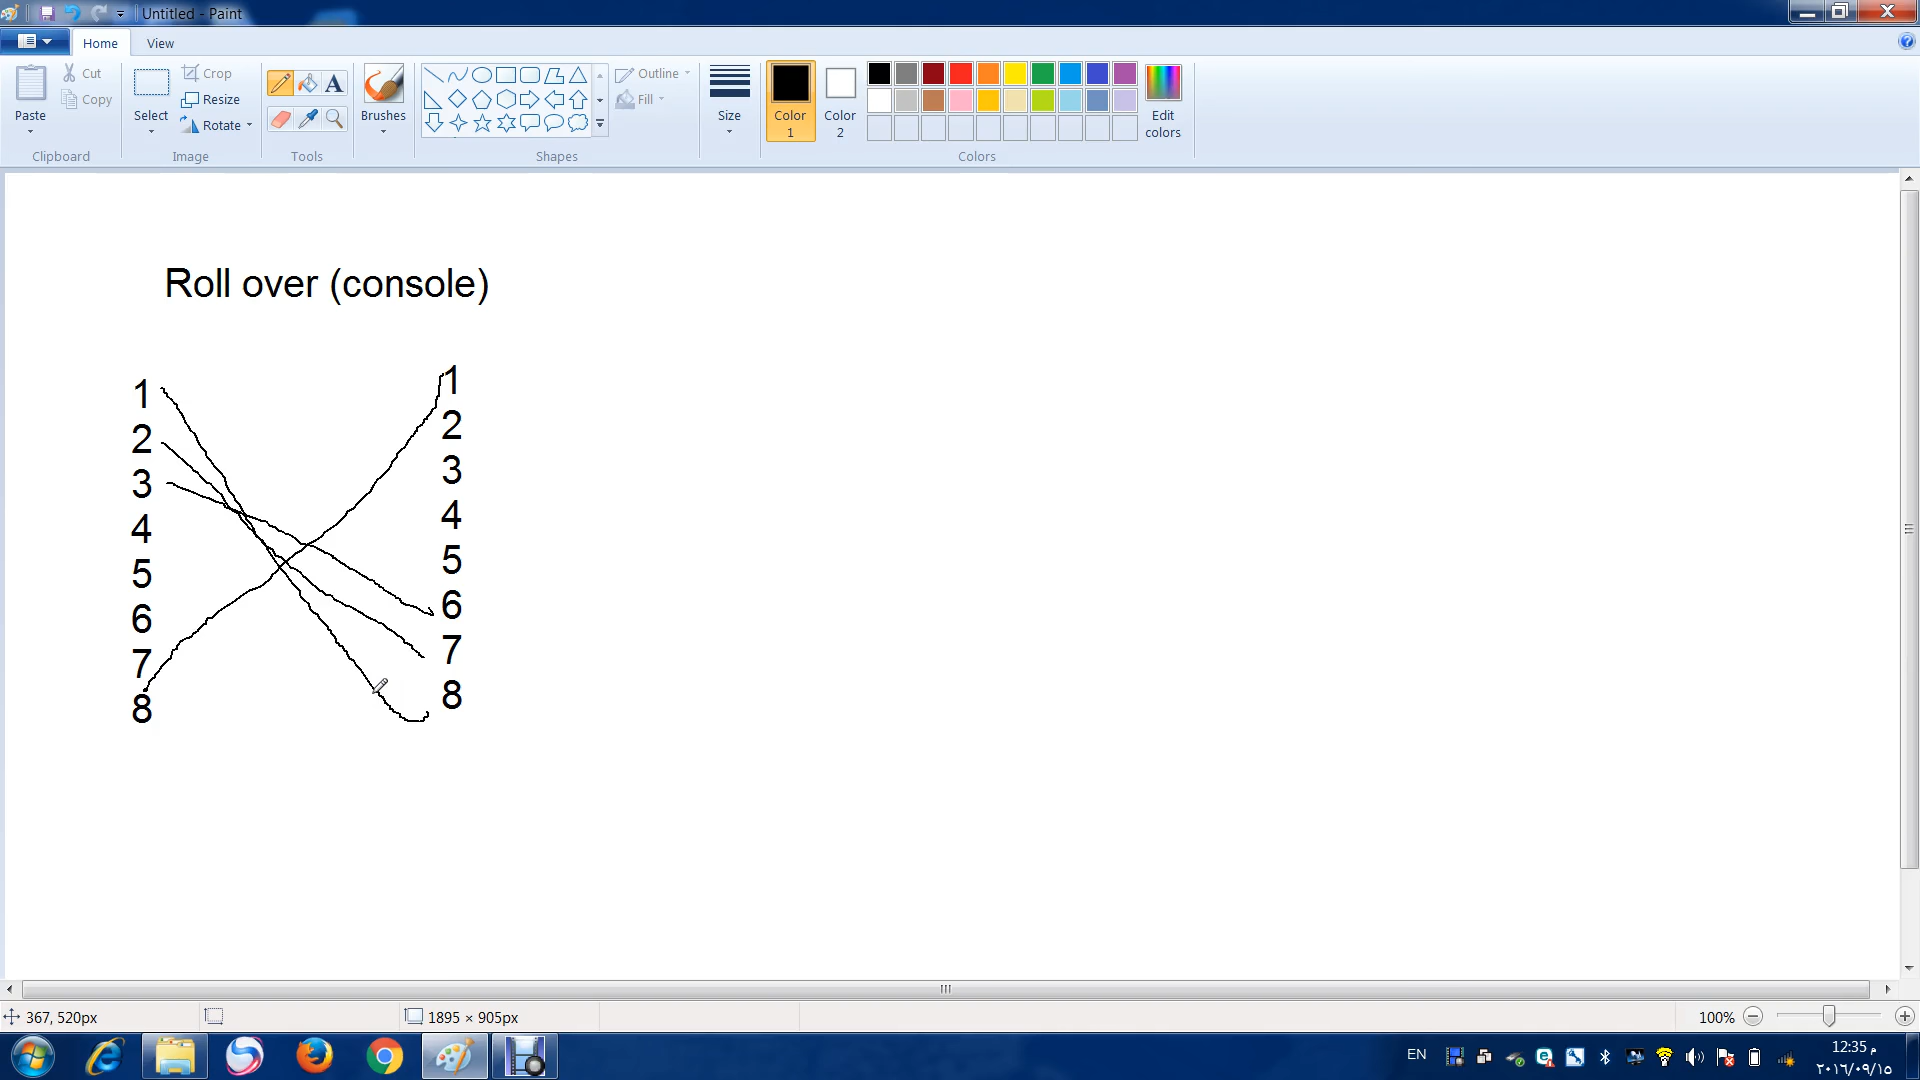 Untitled - Paint
Home View
Paste
Cut
Copy
Clipboard
Select
Crop
Resize
Rotate
Image
Tools
Brushes
Shapes
Outline
Fill
Size
Color 1
Color 2
Edit colors
Colors
Roll over (console)
1 1
2 2
3 3
4 4
5 5
6 6
7 7
8 8
367, 520px
1895 × 905px
100%
EN
12:35 م
٢٠١٦/٠٩/١٥